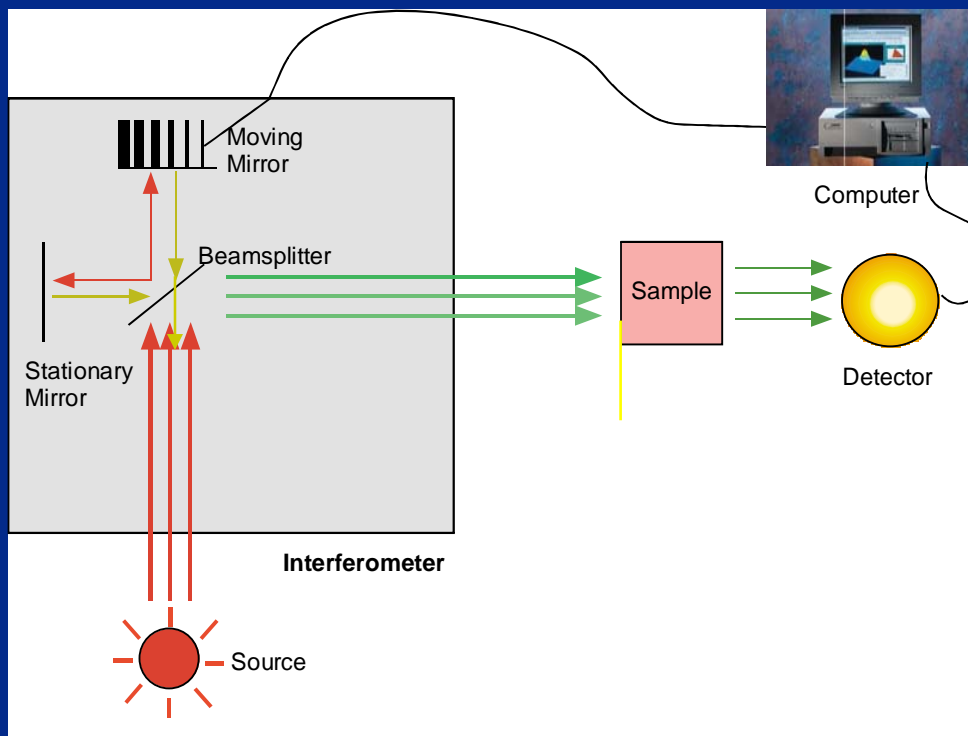 Moving
Mirror
Computer
Beamsplitter
Sample
Stationary
Mirror
Detector
Interferometer
Source